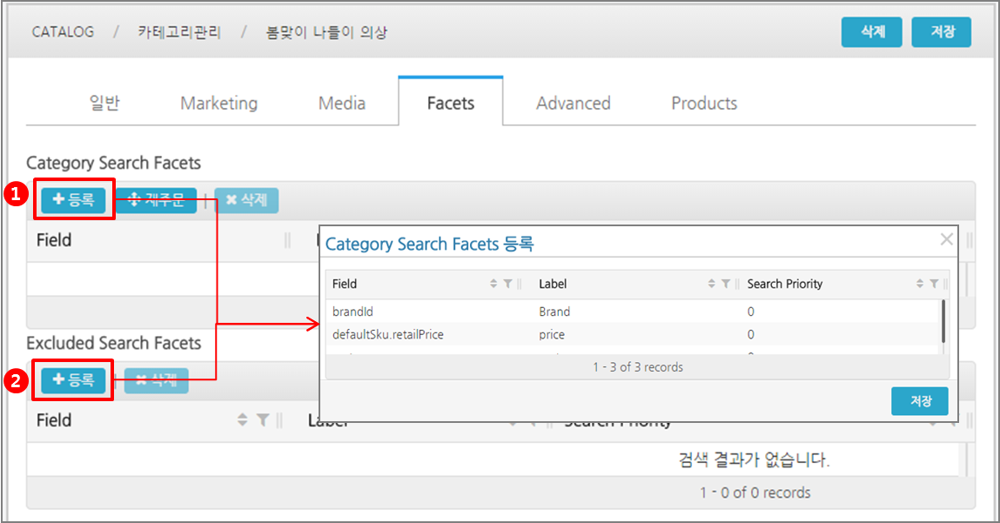 CATALOG / 카테고리관리 / 봄맞이 나들이 의상 삭제 저장
일반 Marketing Media Facets Advanced Products
Category Search Facets
1 등록 재주문 | 삭제
Field
Category Search Facets 등록
Field Label Search Priority
brandId Brand 0
defaultSku.retailPrice price 0
1 - 3 of 3 records
저장
Excluded Search Facets
2 등록 | 삭제
Field Label Search Priority
검색 결과가 없습니다.
1 - 0 of 0 records